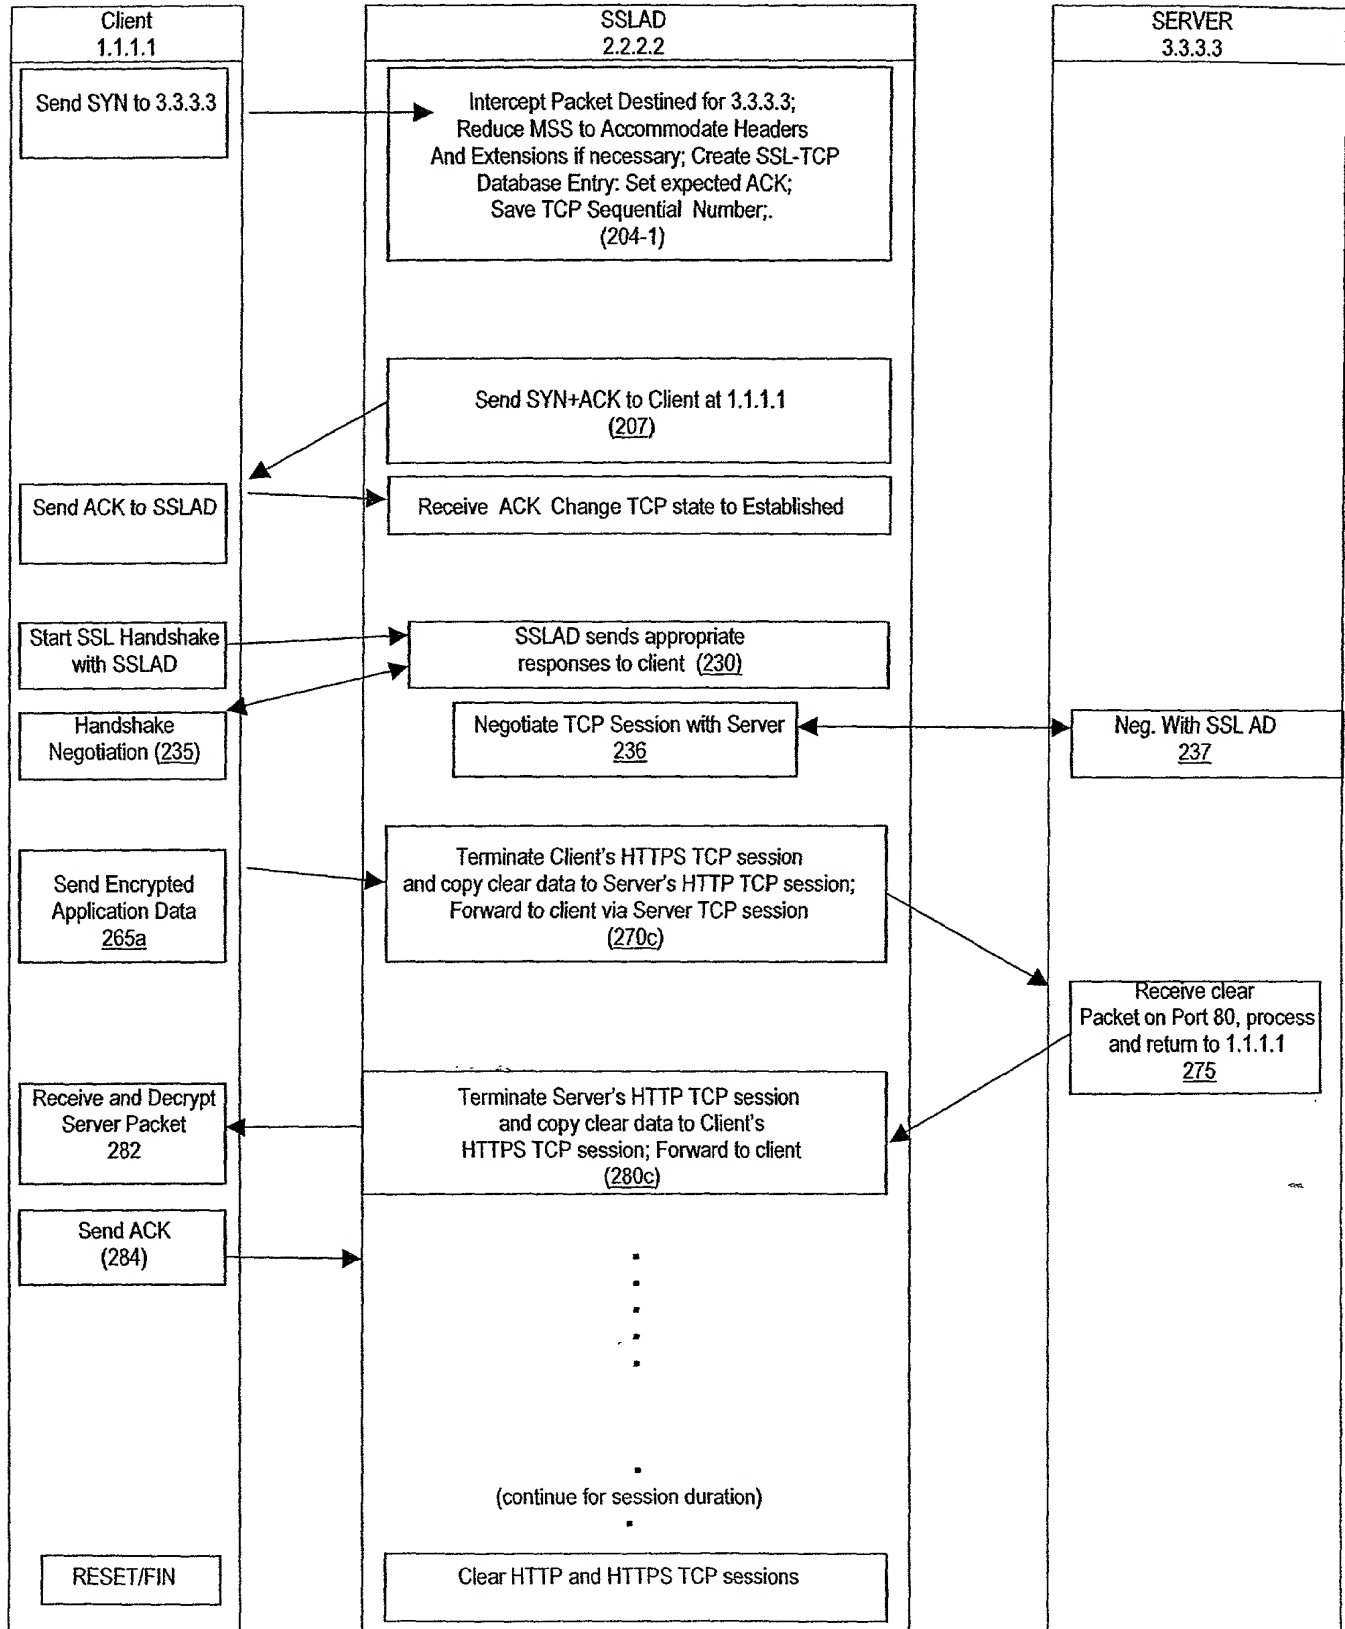 Client
1.1.1.1
SSLAD
2.2.2.2
SERVER
3.3.3.3
Send SYN to 3.3.3.3
Intercept Packet Destined for 3.3.3.3;
Reduce MSS to Accommodate Headers
And Extensions if necessary; Create SSL-TCP
Database Entry: Set expected ACK;
Save TCP Sequential Number;.
(204-1)
Send SYN+ACK to Client at 1.1.1.1
(207)
Send ACK to SSLAD
Receive ACK Change TCP state to Established
Start SSL Handshake
with SSLAD
SSLAD sends appropriate
responses to client (230)
Handshake
Negotiation (235)
Negotiate TCP Session with Server
236
Neg. With SSL AD
237
Send Encrypted
Application Data
265a
Terminate Client's HTTPS TCP session
and copy clear data to Server's HTTP TCP session;
Forward to client via Server TCP session
(270c)
Receive clear
Packet on Port 80, process
and return to 1.1.1.1
275
Receive and Decrypt
Server Packet
282
Terminate Server's HTTP TCP session
and copy clear data to Client's
HTTPS TCP session; Forward to client
(280c)
Send ACK
(284)
(continue for session duration)
RESET/FIN
Clear HTTP and HTTPS TCP sessions